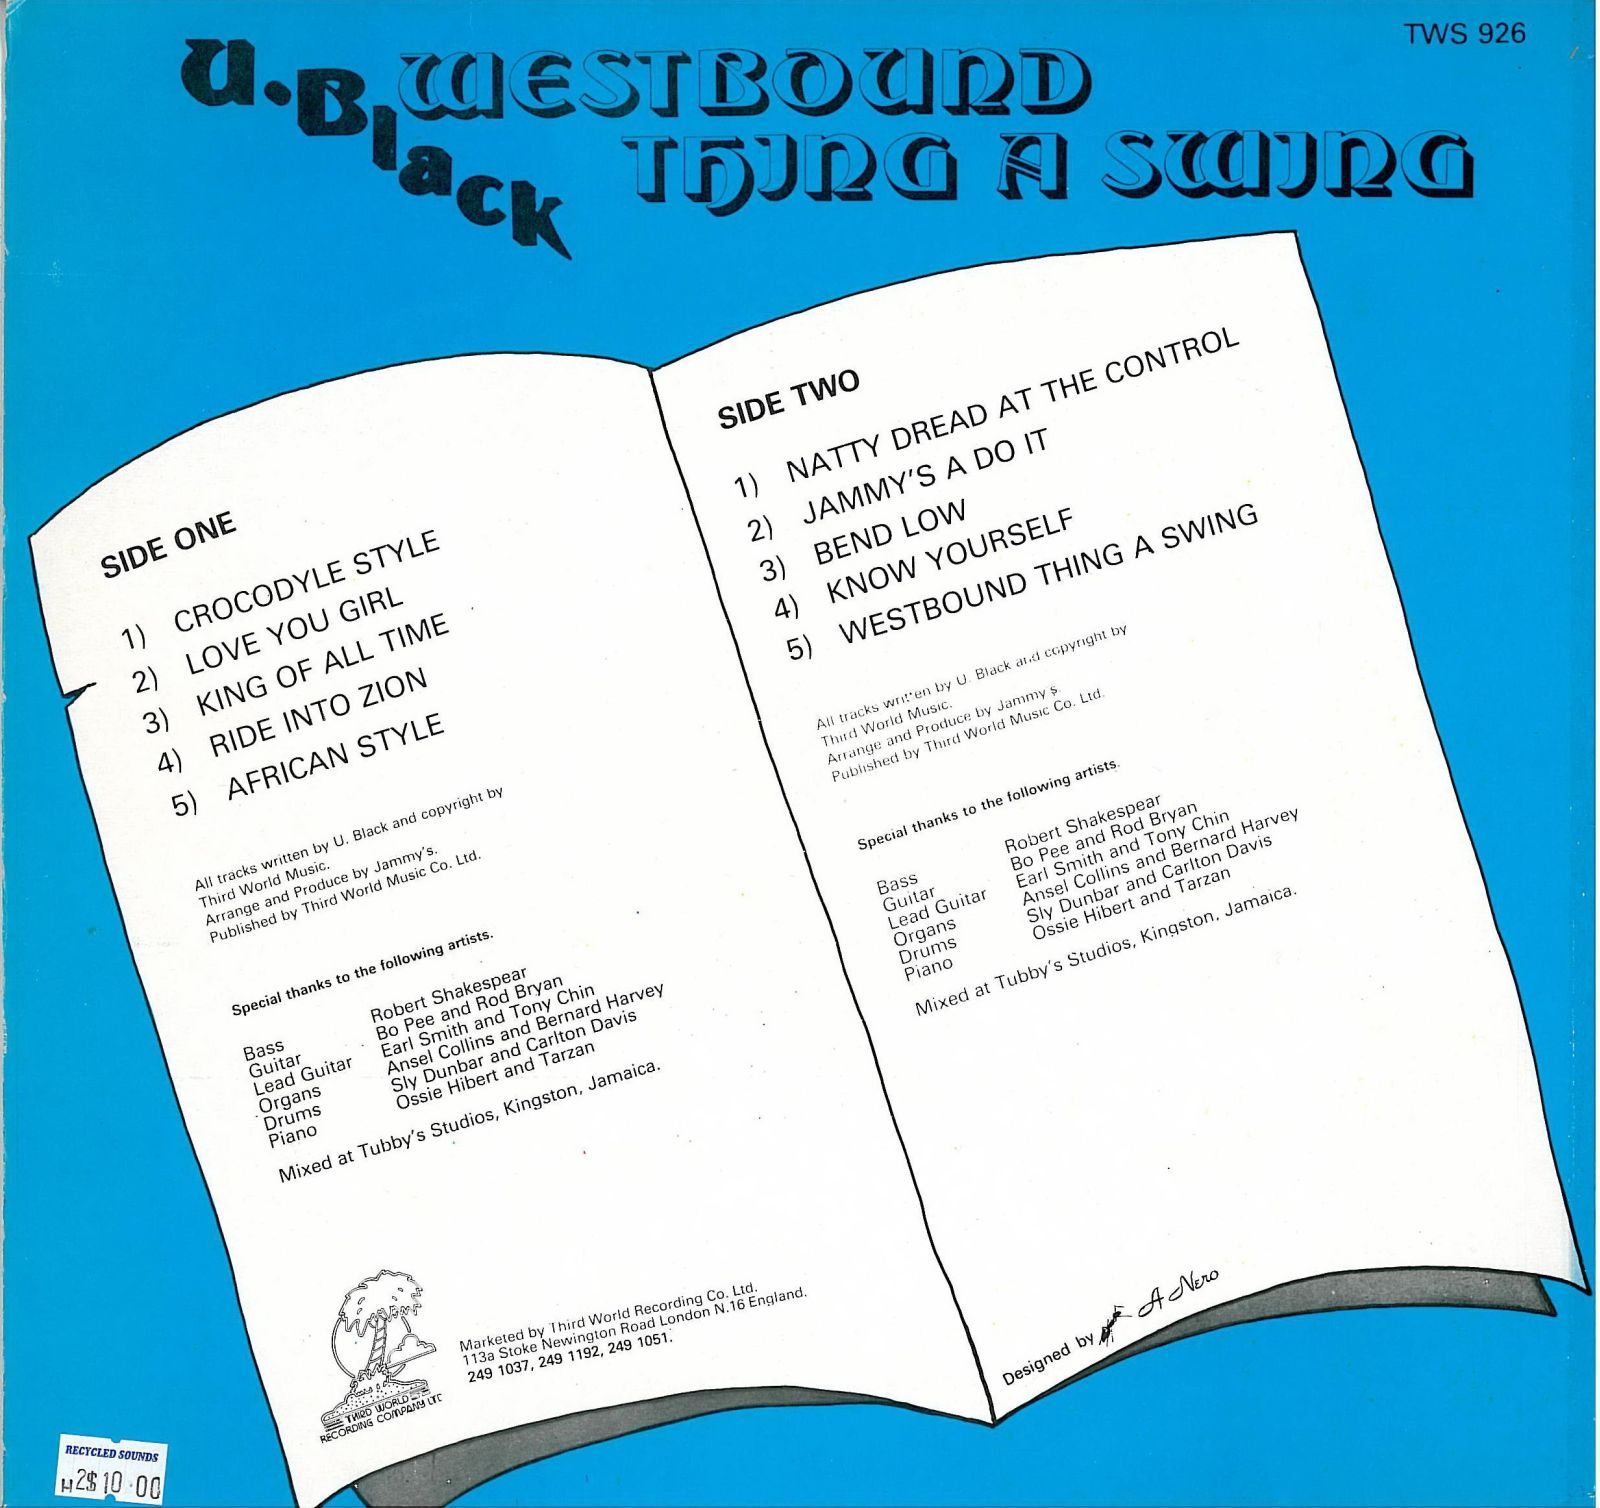 TWS 926
U. Black
WESTBOUND
THING A SWING
SIDE ONE
1) CROCODYLE STYLE
2) LOVE YOU GIRL
3) KING OF ALL TIME
4) RIDE INTO ZION
5) AFRICAN STYLE
All tracks written by U. Black and copyright by
Third World Music.
Arrange and Produce by Jammy's.
Published by Third World Music Co. Ltd.
Special thanks to the following artists.
Bass Robert Shakespear
Guitar Bo Pee and Rod Bryan
Lead Guitar Earl Smith and Tony Chin
Organs Ansel Collins and Bernard Harvey
Drums Sly Dunbar and Carlton Davis
Piano Ossie Hibert and Tarzan
Mixed at Tubby's Studios, Kingston, Jamaica.
THIRD WORLD
RECORDING COMPANY LTD
Marketed by Third World Recording Co. Ltd.
113a Stoke Newington Road London N.16 England.
249 1037, 249 1192, 249 1051.
SIDE TWO
1) NATTY DREAD AT THE CONTROL
2) JAMMY'S A DO IT
3) BEND LOW
4) KNOW YOURSELF
5) WESTBOUND THING A SWING
All tracks written by U. Black and copyright by
Third World Music.
Arrange and Produce by Jammy's.
Published by Third World Music Co. Ltd.
Special thanks to the following artists.
Bass Robert Shakespear
Guitar Bo Pee and Rod Bryan
Lead Guitar Earl Smith and Tony Chin
Organs Ansel Collins and Bernard Harvey
Drums Sly Dunbar and Carlton Davis
Piano Ossie Hibert and Tarzan
Mixed at Tubby's Studios, Kingston, Jamaica.
Designed by A Nero
RECYCLED SOUNDS
H2$10.00